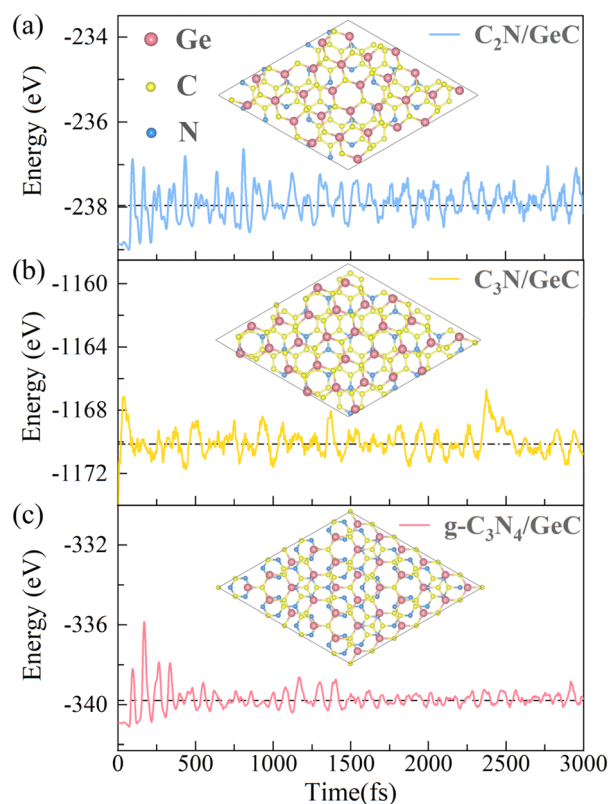 (a)
Ge
C
N
C₂N/GeC
Energy (eV)
-234
-236
-238
(b)
C₃N/GeC
Energy (eV)
-1160
-1164
-1168
-1172
(c)
g-C₃N₄/GeC
Energy (eV)
-332
-336
-340
0 500 1000 1500 2000 2500 3000
Time(fs)